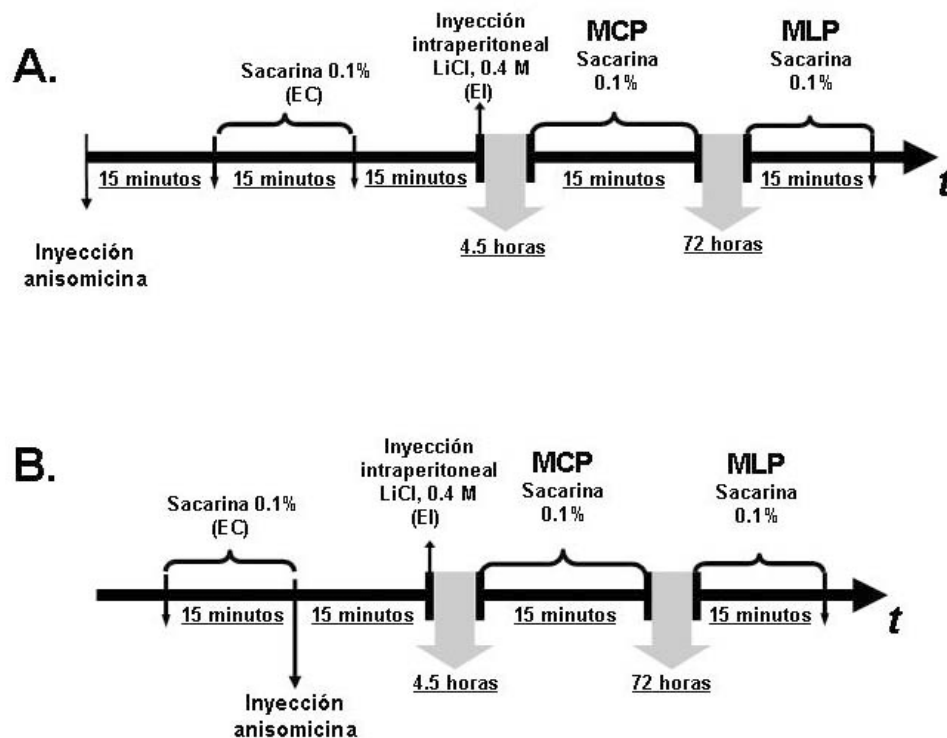 A.
Sacarina 0.1%
(EC)
Inyección
intraperitoneal
LiCl, 0.4 M
(EI)
MCP
Sacarina
0.1%
MLP
Sacarina
0.1%
15 minutos
15 minutos
15 minutos
15 minutos
15 minutos
t
4.5 horas
72 horas
Inyección
anisomicina
B.
Sacarina 0.1%
(EC)
Inyección
intraperitoneal
LiCl, 0.4 M
(EI)
MCP
Sacarina
0.1%
MLP
Sacarina
0.1%
15 minutos
15 minutos
15 minutos
15 minutos
t
4.5 horas
72 horas
Inyección
anisomicina